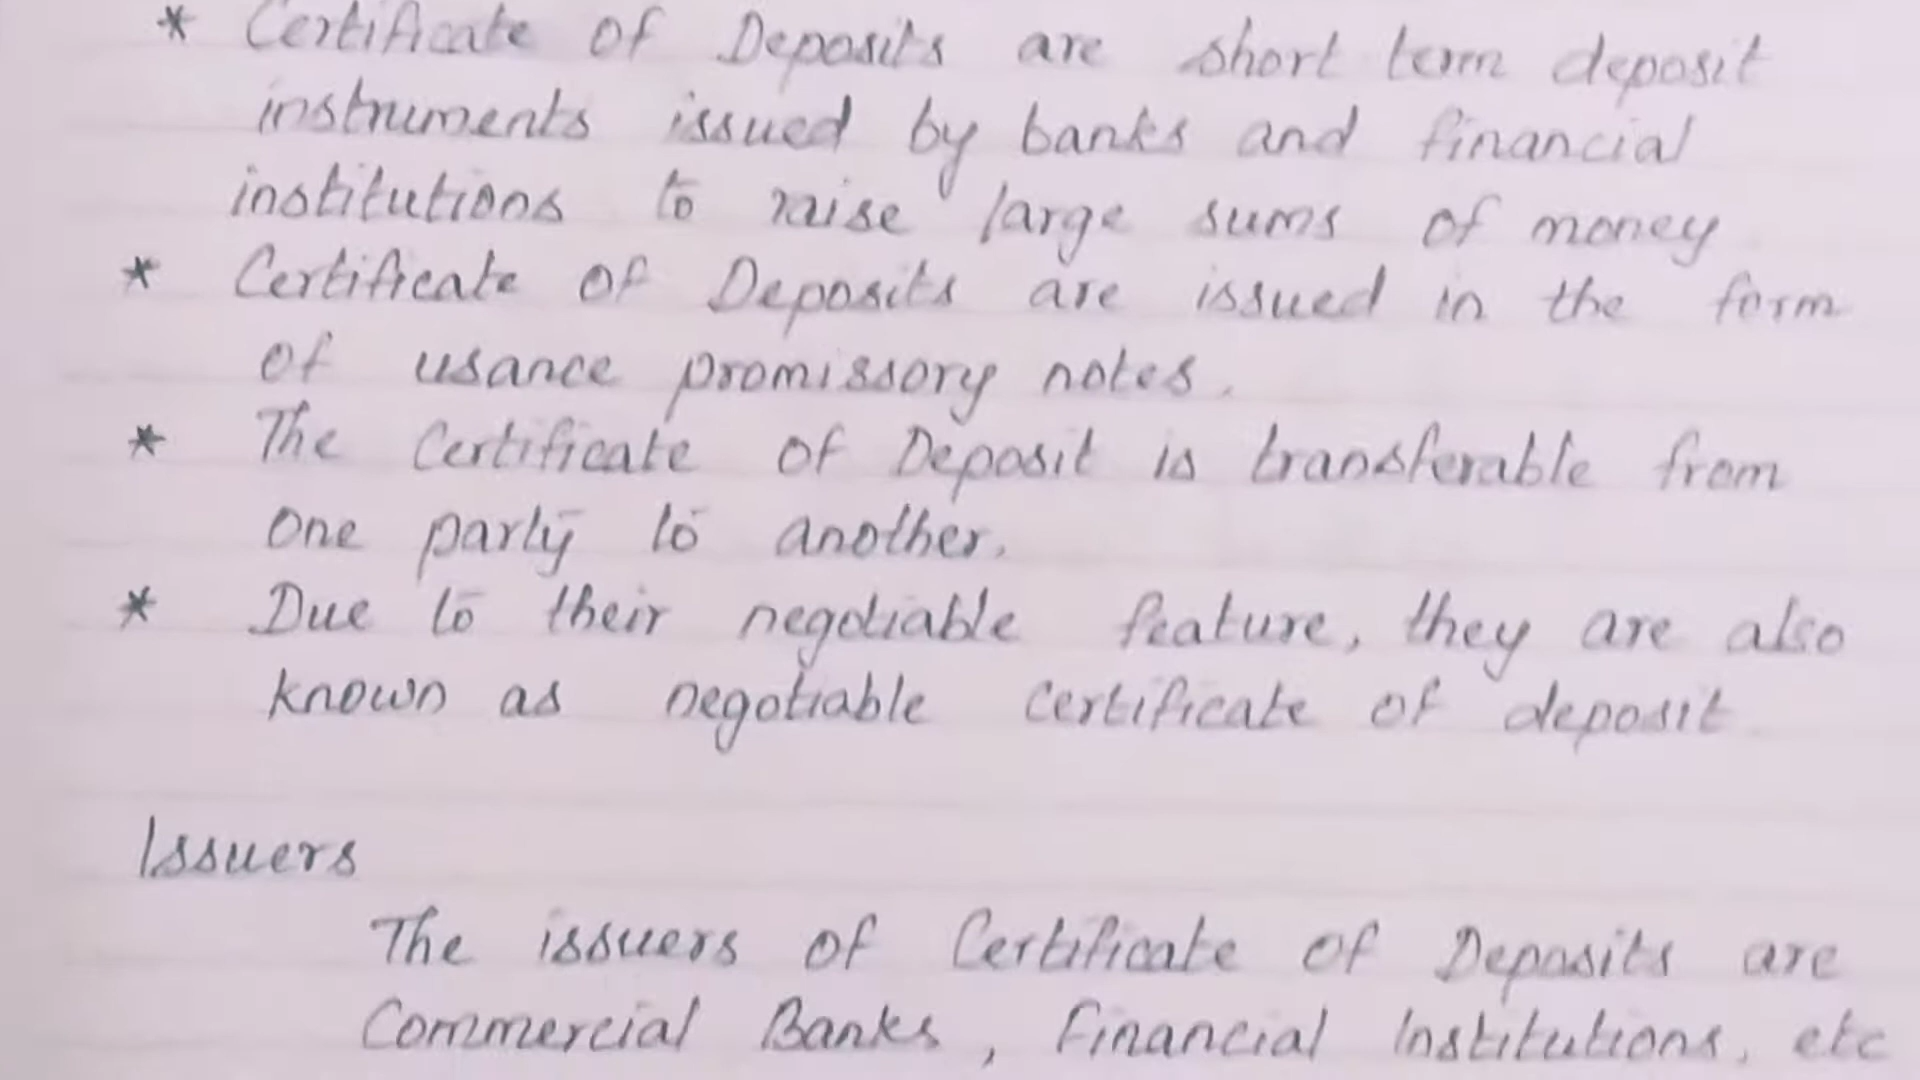 * Certificate of Deposits are short term deposit
instruments issued by banks and financial
institutions to raise large sums of money
* Certificate of Deposits are issued in the form
of usance promissory notes.
* The Certificate of Deposit is transferable from
one party to another.
* Due to their negotiable feature, they are also
known as negotiable certificate of deposit
Issuers
The issuers of Certificate of Deposits are
Commercial Banks, Financial Institutions, etc